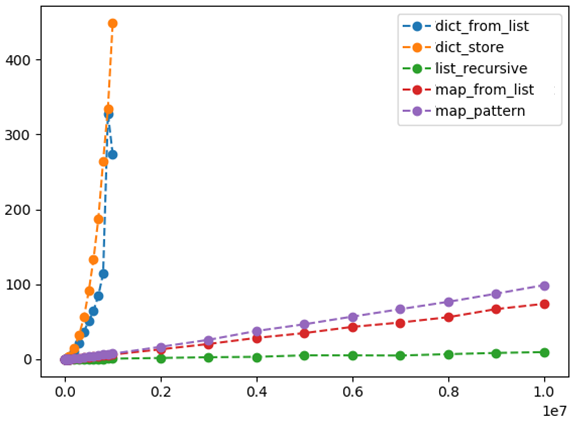 dict_from_list
dict_store
list_recursive
map_from_list
map_pattern
400
300
200
100
0
0.0 0.2 0.4 0.6 0.8 1.0
1e7